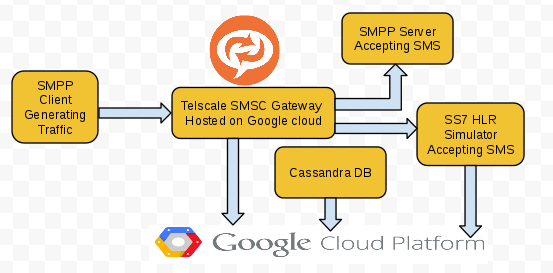 SMPP
Client
Generating
Traffic
Telscale SMSC Gateway
Hosted on Google cloud
SMPP Server
Accepting SMS
SS7 HLR
Simulator
Accepting SMS
Cassandra DB
Google Cloud Platform